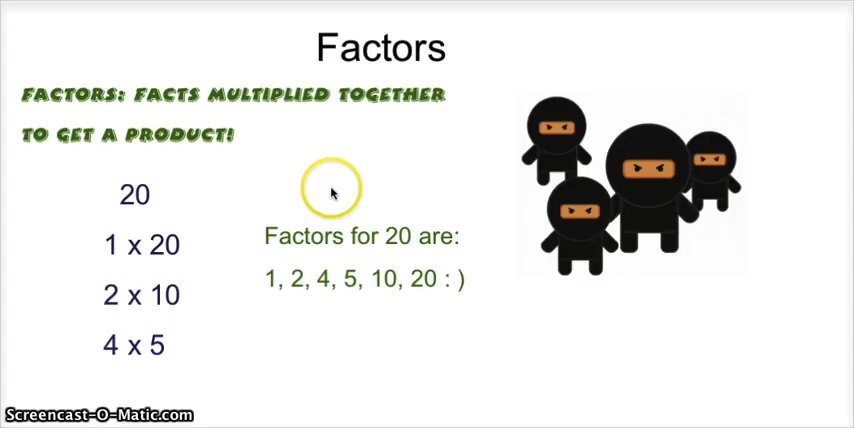 Factors
FACTORS: FACTS MULTIPLIED TOGETHER
TO GET A PRODUCT!
20
1 x 20
2 x 10
4 x 5
Factors for 20 are:
1, 2, 4, 5, 10, 20 : )
Screencast-O-Matic.com